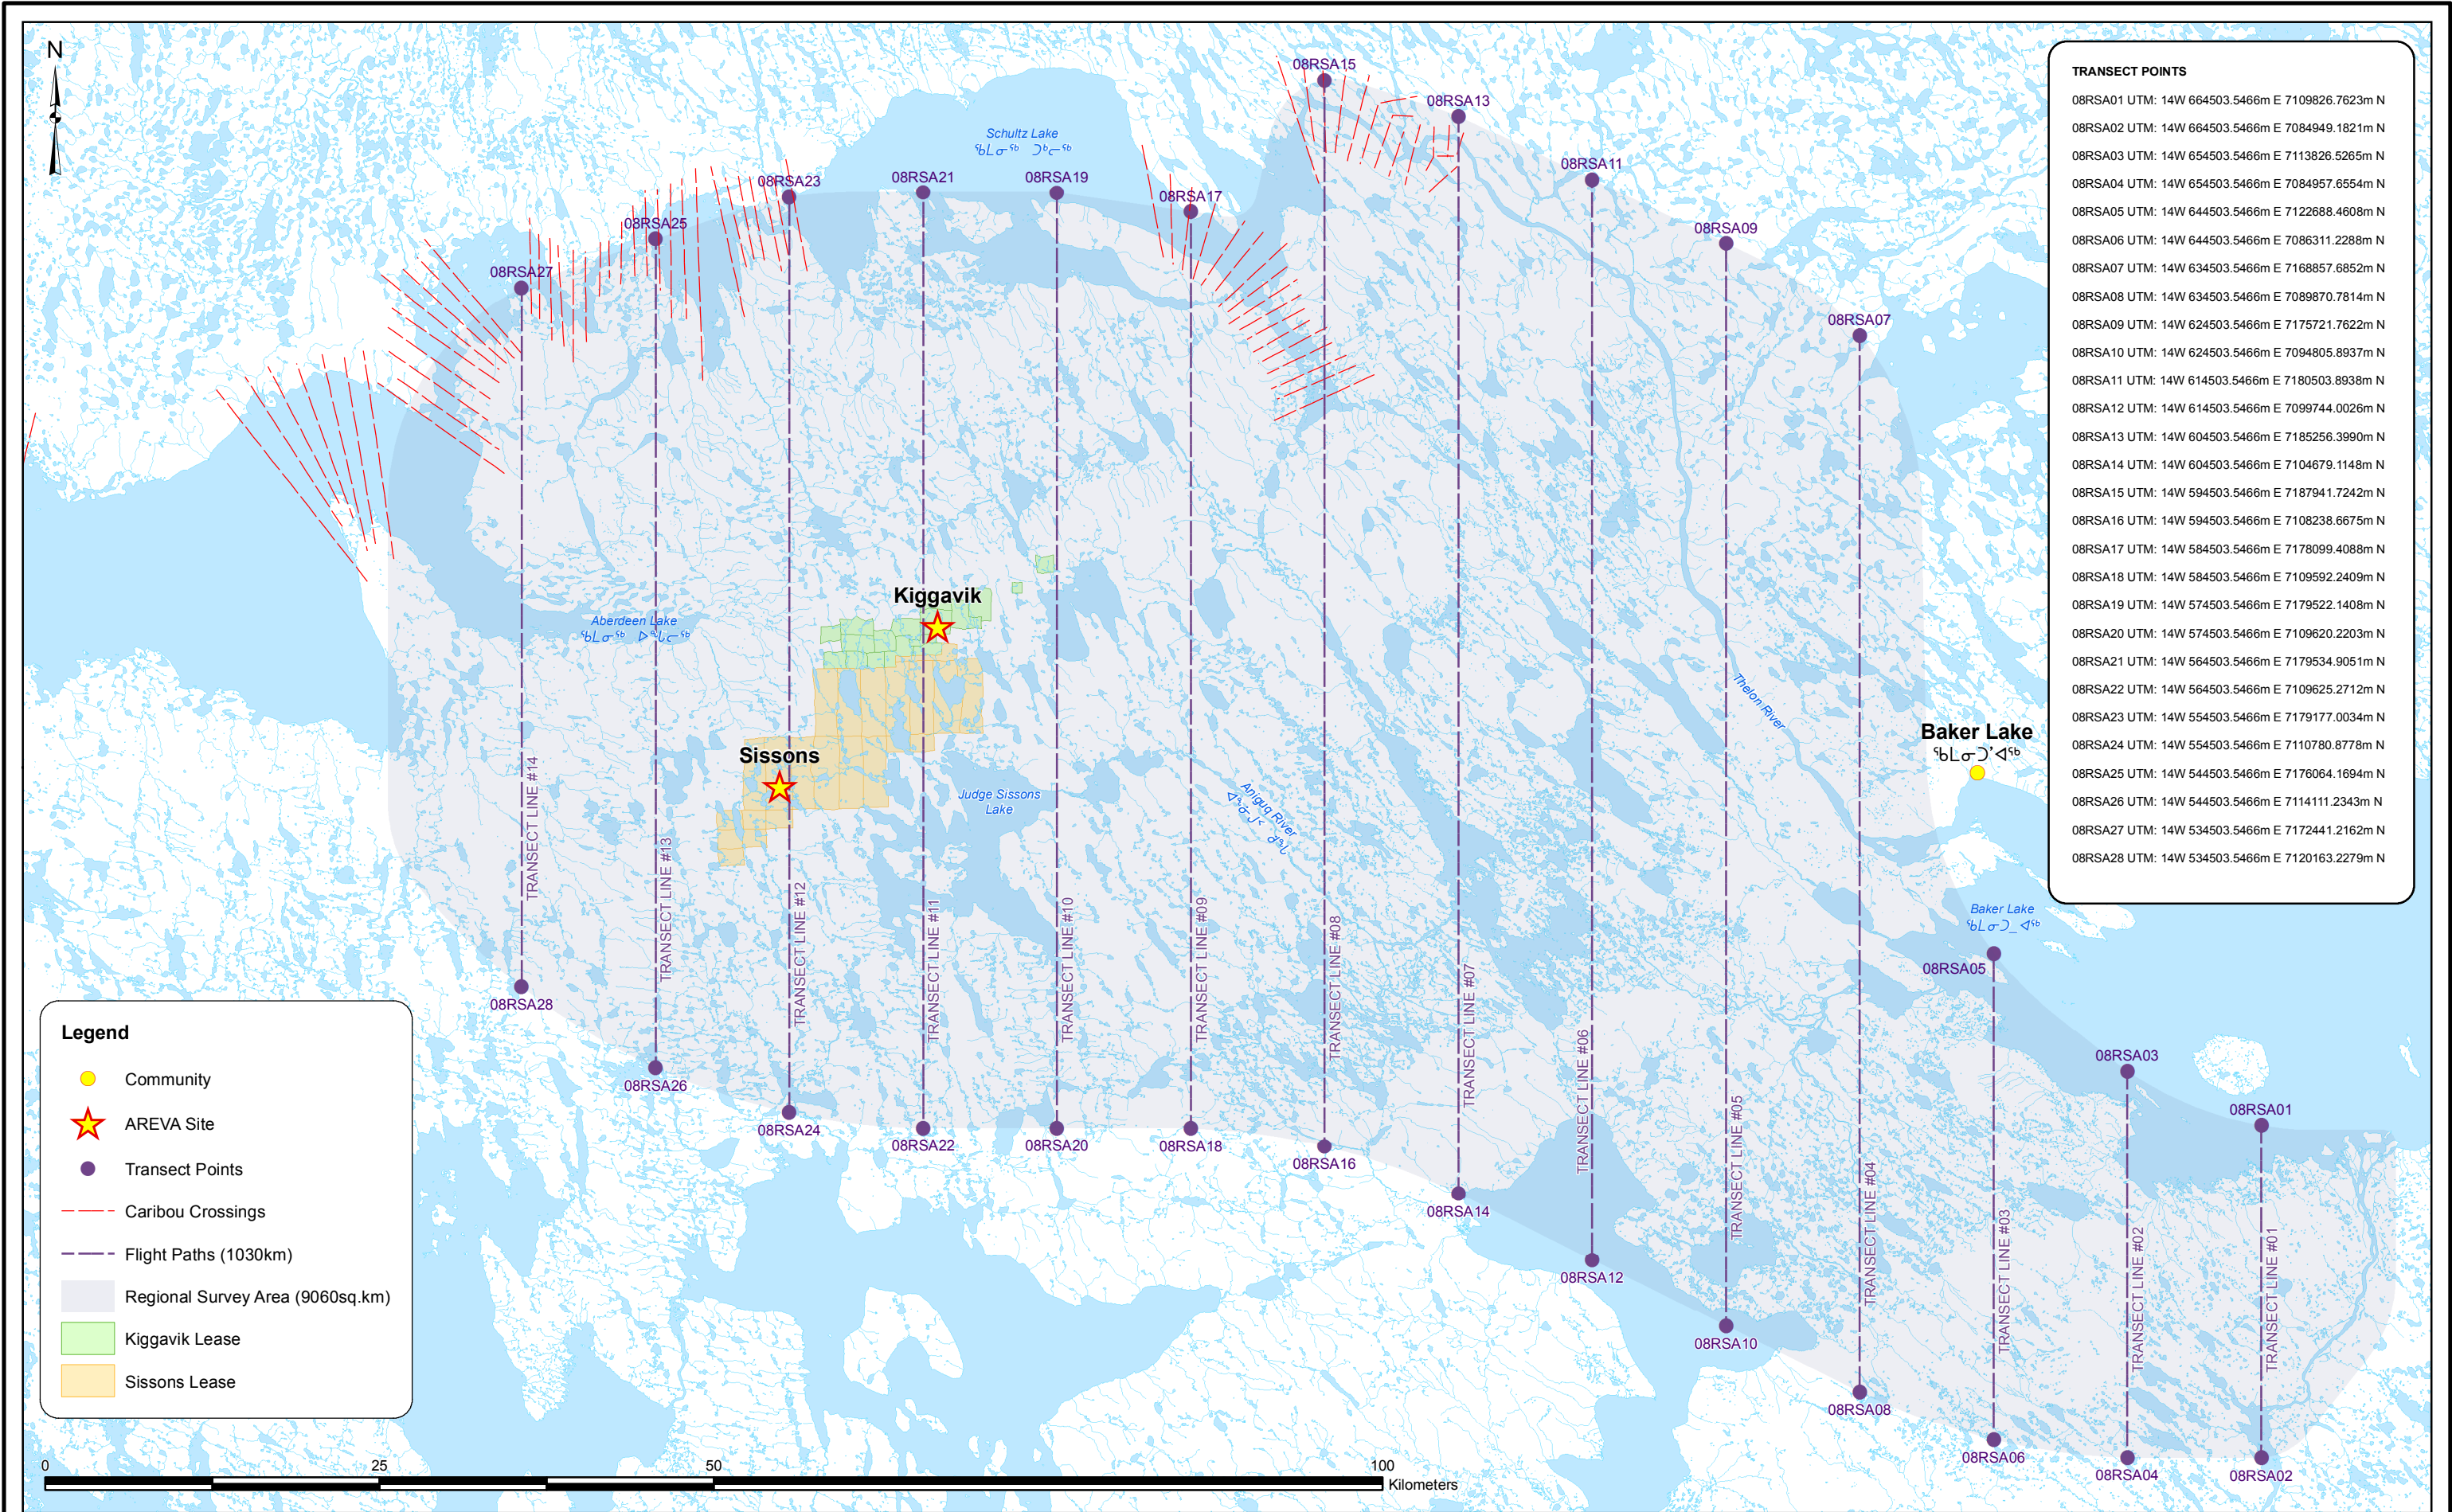 N
08RSA15
08RSA13
08RSA11
08RSA09
08RSA07
Schultz Lake
ᖃᒪᓂᖅ ᑐᒃᓕᖅ
08RSA23
08RSA21
08RSA19
08RSA17
08RSA25
08RSA27
Kiggavik
Aberdeen Lake
Sissons
Judge Sissons
Lake
Aniguq River
Thelon River
Baker Lake
ᖃᒪᓂᑐᐊᖅ
Baker Lake
TRANSECT LINE #14
TRANSECT LINE #13
TRANSECT LINE #12
TRANSECT LINE #11
TRANSECT LINE #10
TRANSECT LINE #09
TRANSECT LINE #08
TRANSECT LINE #07
TRANSECT LINE #06
TRANSECT LINE #05
TRANSECT LINE #04
TRANSECT LINE #03
TRANSECT LINE #02
TRANSECT LINE #01
08RSA05
08RSA03
08RSA01
08RSA28
08RSA26
08RSA24
08RSA22
08RSA20
08RSA18
08RSA16
08RSA14
08RSA12
08RSA10
08RSA08
08RSA06
08RSA04
08RSA02
TRANSECT POINTS
08RSA01 UTM: 14W 664503.5466m E 7109826.7623m N
08RSA02 UTM: 14W 664503.5466m E 7084949.1821m N
08RSA03 UTM: 14W 654503.5466m E 7113826.5265m N
08RSA04 UTM: 14W 654503.5466m E 7084957.6554m N
08RSA05 UTM: 14W 644503.5466m E 7122688.4608m N
08RSA06 UTM: 14W 644503.5466m E 7086311.2288m N
08RSA07 UTM: 14W 634503.5466m E 7168857.6852m N
08RSA08 UTM: 14W 634503.5466m E 7089870.7814m N
08RSA09 UTM: 14W 624503.5466m E 7175721.7622m N
08RSA10 UTM: 14W 624503.5466m E 7094805.8937m N
08RSA11 UTM: 14W 614503.5466m E 7180503.8938m N
08RSA12 UTM: 14W 614503.5466m E 7099744.0026m N
08RSA13 UTM: 14W 604503.5466m E 7185256.3990m N
08RSA14 UTM: 14W 604503.5466m E 7104679.1148m N
08RSA15 UTM: 14W 594503.5466m E 7187941.7242m N
08RSA16 UTM: 14W 594503.5466m E 7108238.6675m N
08RSA17 UTM: 14W 584503.5466m E 7178099.4088m N
08RSA18 UTM: 14W 584503.5466m E 7109592.2409m N
08RSA19 UTM: 14W 574503.5466m E 7179522.1408m N
08RSA20 UTM: 14W 574503.5466m E 7109620.2203m N
08RSA21 UTM: 14W 564503.5466m E 7179534.9051m N
08RSA22 UTM: 14W 564503.5466m E 7109625.2712m N
08RSA23 UTM: 14W 554503.5466m E 7179177.0034m N
08RSA24 UTM: 14W 554503.5466m E 7110780.8778m N
08RSA25 UTM: 14W 544503.5466m E 7176064.1694m N
08RSA26 UTM: 14W 544503.5466m E 7114111.2343m N
08RSA27 UTM: 14W 534503.5466m E 7172441.2162m N
08RSA28 UTM: 14W 534503.5466m E 7120163.2279m N
Legend
Community
AREVA Site
Transect Points
Caribou Crossings
Flight Paths (1030km)
Regional Survey Area (9060sq.km)
Kiggavik Lease
Sissons Lease
0 25 50 100
Kilometers